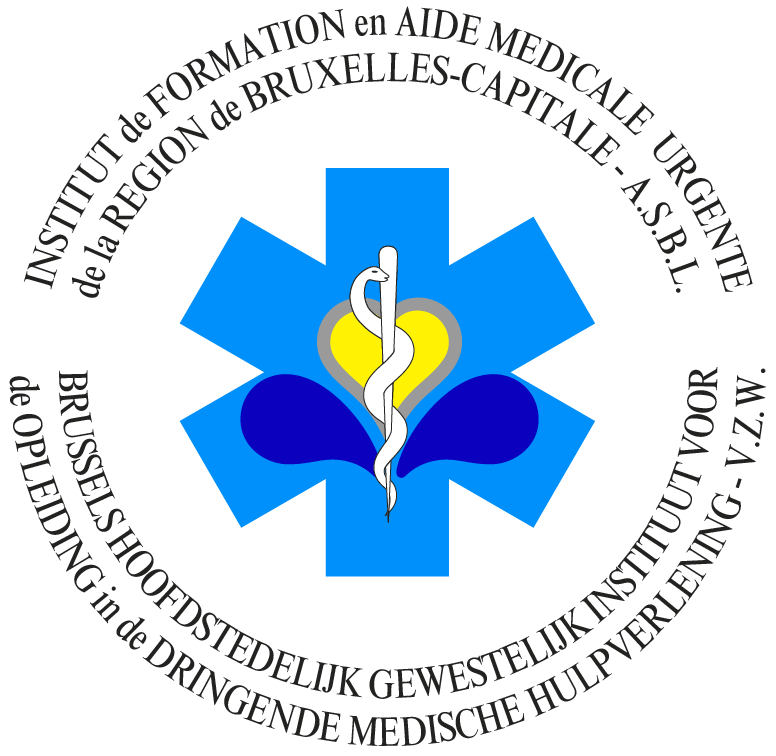 INSTITUT de FORMATION en AIDE MEDICALE URGENTE
de la REGION de BRUXELLES-CAPITALE - A.S.B.L.
BRUSSELS HOOFDSTEDELIJK GEWESTELIJK INSTITUUT VOOR
de OPLEIDING in de DRINGENDE MEDISCHE HULPVERLENING - V.Z.W.